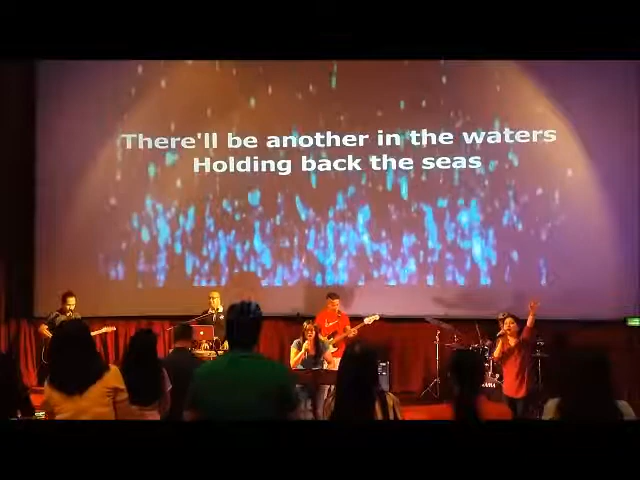 There'll be another in the waters
Holding back the seas